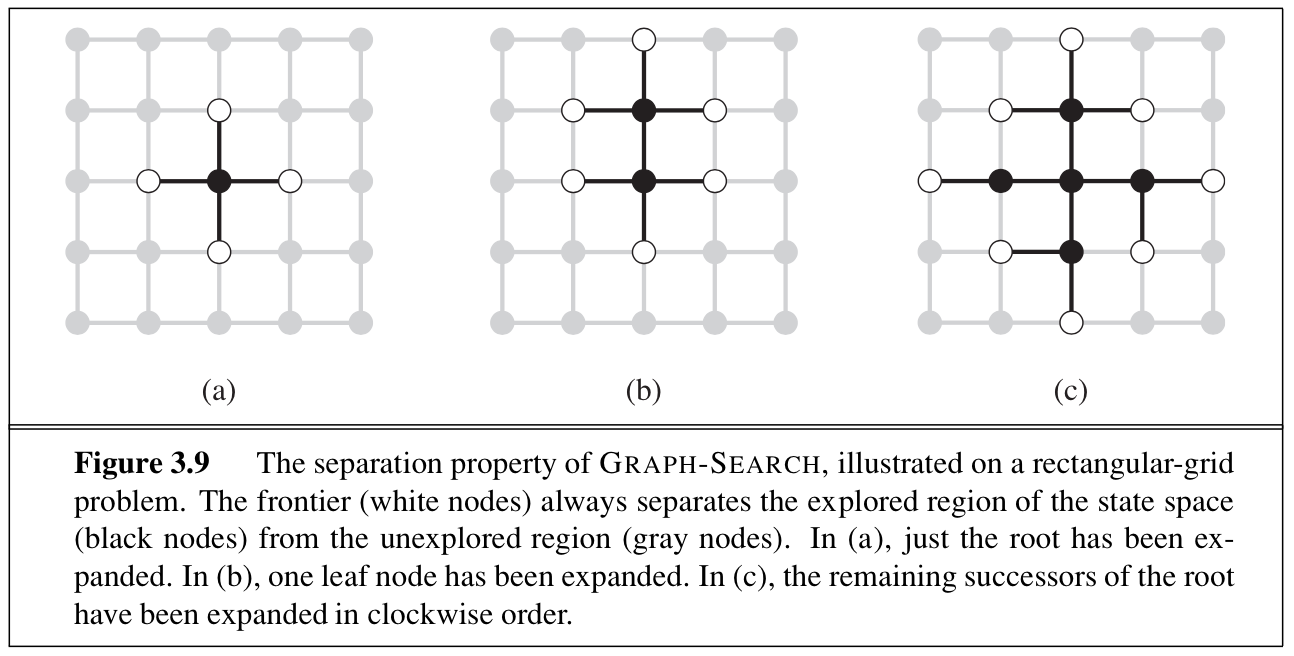 (a) (b) (c)
Figure 3.9 The separation property of GRAPH-SEARCH, illustrated on a rectangular-grid
problem. The frontier (white nodes) always separates the explored region of the state space
(black nodes) from the unexplored region (gray nodes). In (a), just the root has been ex-
panded. In (b), one leaf node has been expanded. In (c), the remaining successors of the root
have been expanded in clockwise order.